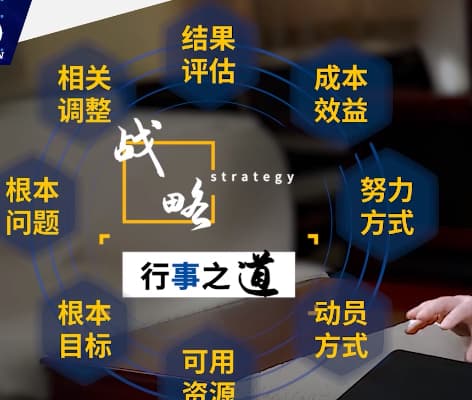 结果
评估
相关
调整
成本
效益
战略
strategy
根本
问题
努力
方式
行事之道
根本
目标
动员
方式
可用
资源